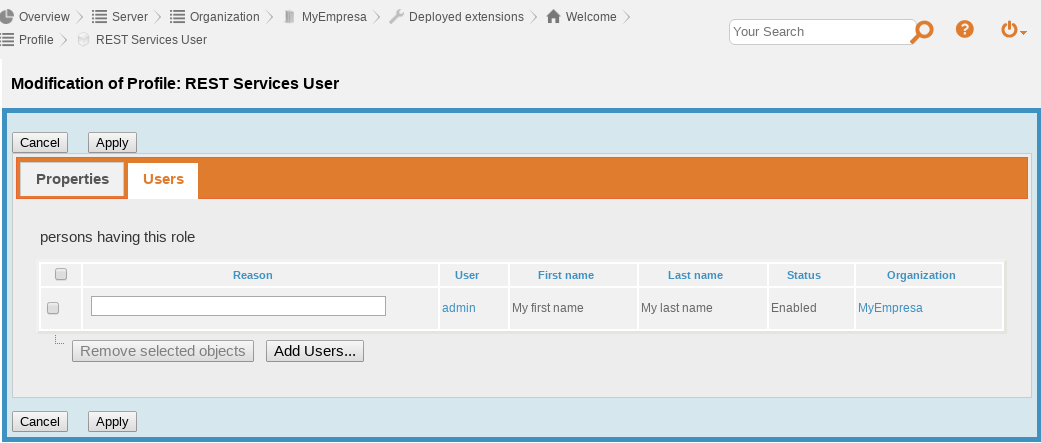 Overview Server Organization MyEmpresa Deployed extensions Welcome
Profile REST Services User
Your Search
Modification of Profile: REST Services User
Cancel Apply
Properties Users
persons having this role
Reason User First name Last name Status Organization
admin My first name My last name Enabled MyEmpresa
Remove selected objects Add Users...
Cancel Apply